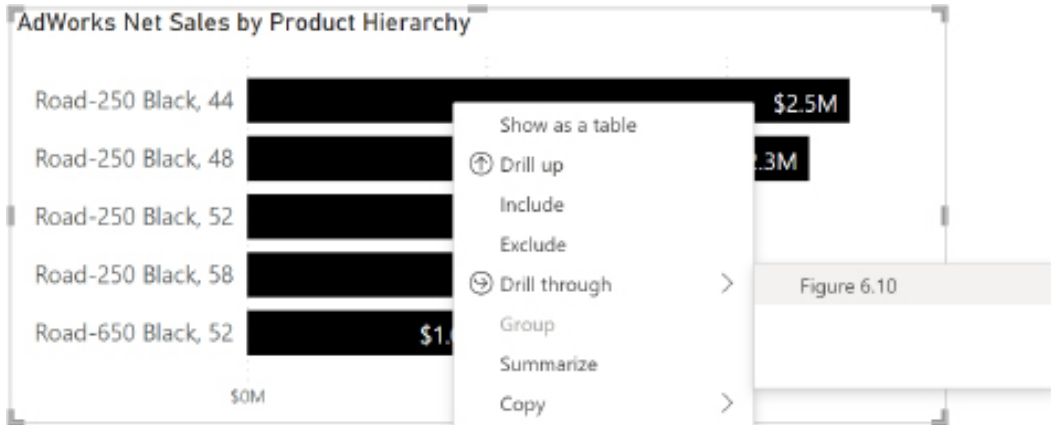 AdWorks Net Sales by Product Hierarchy
Road-250 Black, 44
$2.5M
Show as a table
Road-250 Black, 48
Drill up
.3M
Road-250 Black, 52
Include
Exclude
Road-250 Black, 58
Drill through
Figure 6.10
Group
Road-650 Black, 52
$1.
Summarize
$0M
Copy